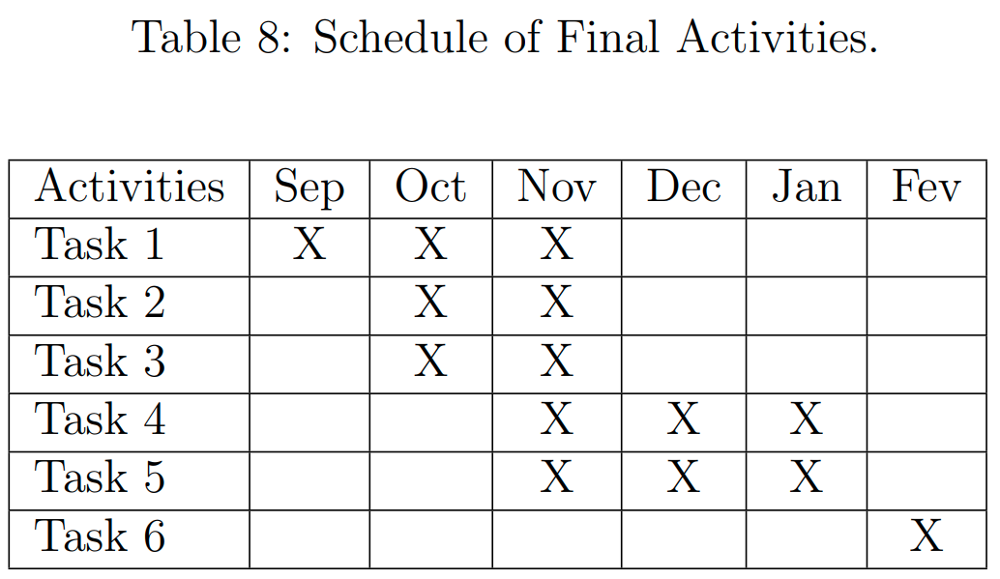 Table 8: Schedule of Final Activities.
Activities Sep Oct Nov Dec Jan Fev
Task 1 X X X
Task 2 X X
Task 3 X X
Task 4 X X X
Task 5 X X X
Task 6 X